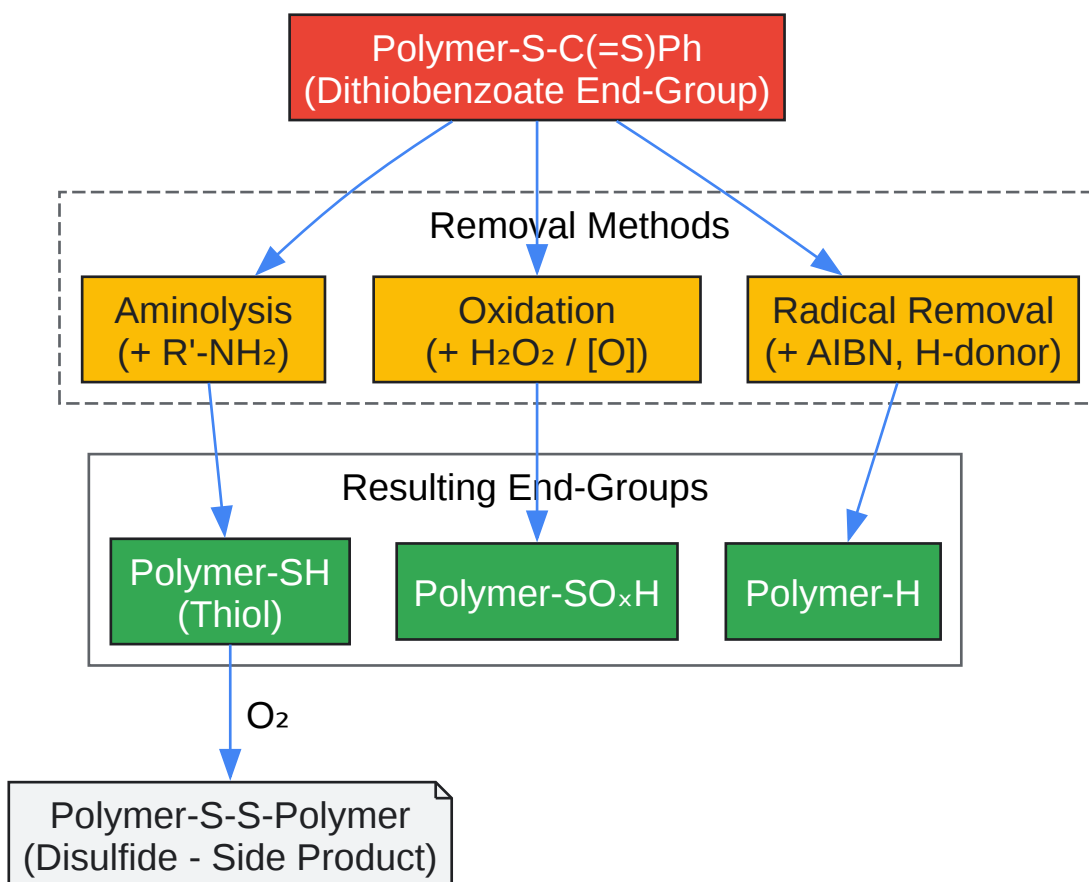 Polymer-S-C(=S)Ph
(Dithiobenzoate End-Group)
Removal Methods
Aminolysis
(+ R'-NH₂)
Oxidation
(+ H₂O₂ / [O])
Radical Removal
(+ AIBN, H-donor)
Resulting End-Groups
Polymer-SH
(Thiol)
Polymer-SOₓH
Polymer-H
O₂
Polymer-S-S-Polymer
(Disulfide - Side Product)